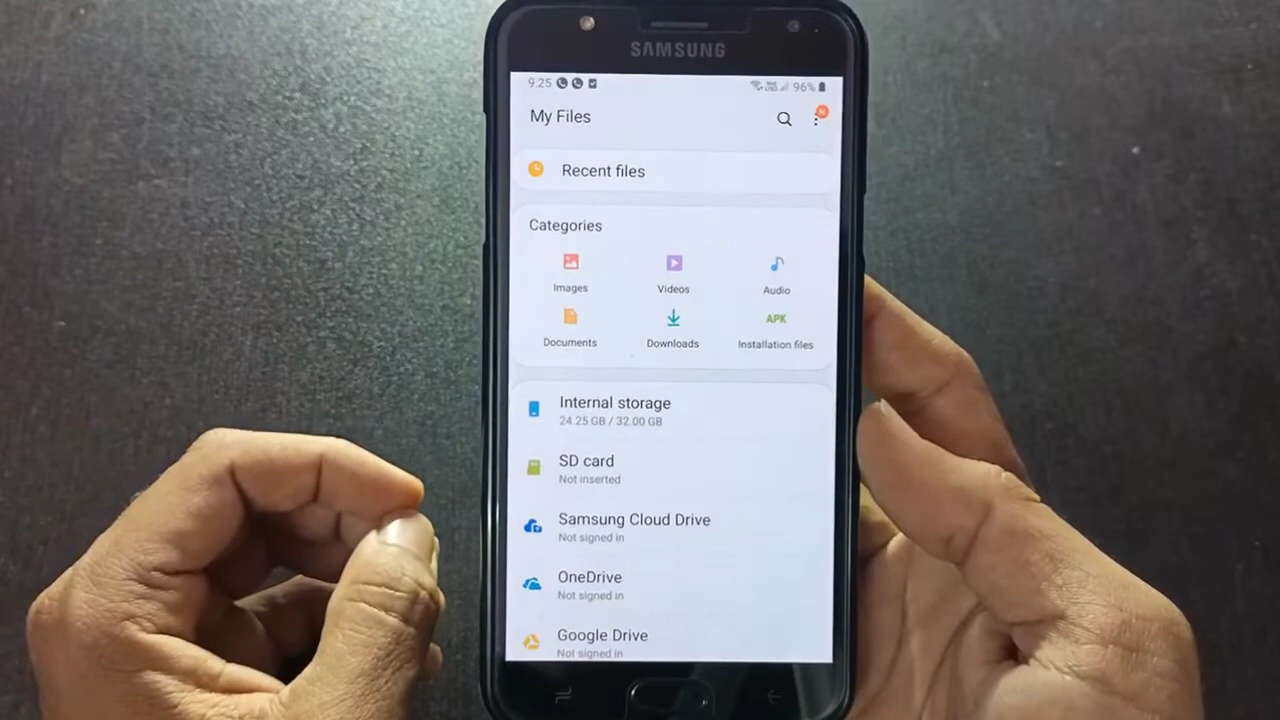 SAMSUNG
9:25 96%
My Files
N
Recent files
Categories
Images Videos Audio
APK
Documents Downloads Installation files
Internal storage
24.25 GB / 32.00 GB
SD card
Not inserted
Samsung Cloud Drive
Not signed in
OneDrive
Not signed in
Google Drive
Not signed in